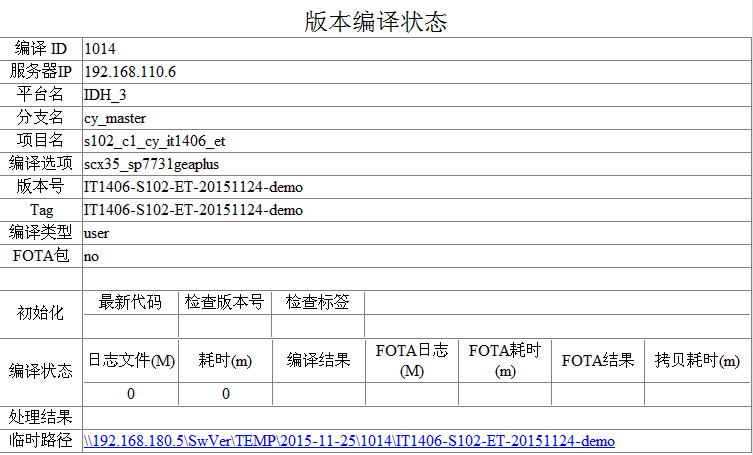 版本编译状态
编译 ID 1014
服务器IP 192.168.110.6
平台名 IDH_3
分支名 cy_master
项目名 s102_c1_cy_it1406_et
编译选项 scx35_sp7731geaplus
版本号 IT1406-S102-ET-20151124-demo
Tag IT1406-S102-ET-20151124-demo
编译类型 user
FOTA包 no
初始化 最新代码 检查版本号 检查标签
编译状态 日志文件(M) 耗时(m) 编译结果 FOTA日志(M) FOTA耗时(m) FOTA结果 拷贝耗时(m)
0 0
处理结果
临时路径 \\192.168.180.5\SwVer\TEMP\2015-11-25\1014\IT1406-S102-ET-20151124-demo